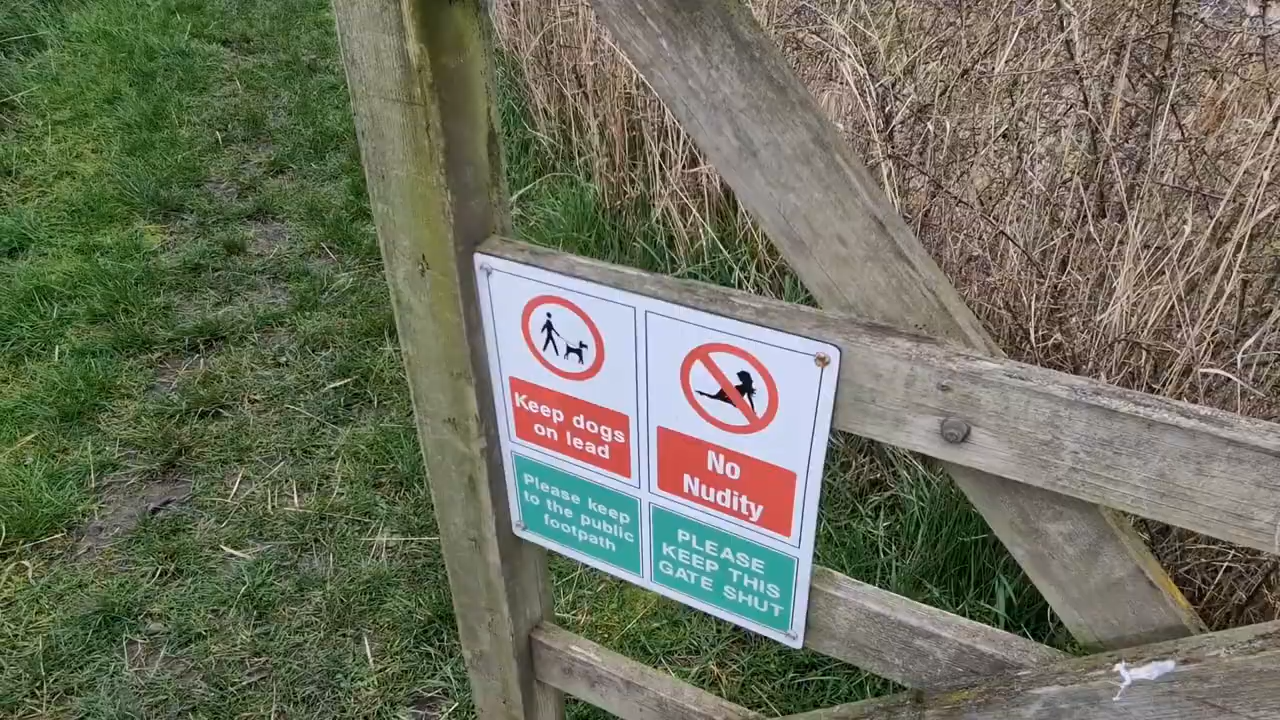 Keep dogs
on lead
No
Nudity
Please keep
to the public
footpath
PLEASE
KEEP THIS
GATE SHUT